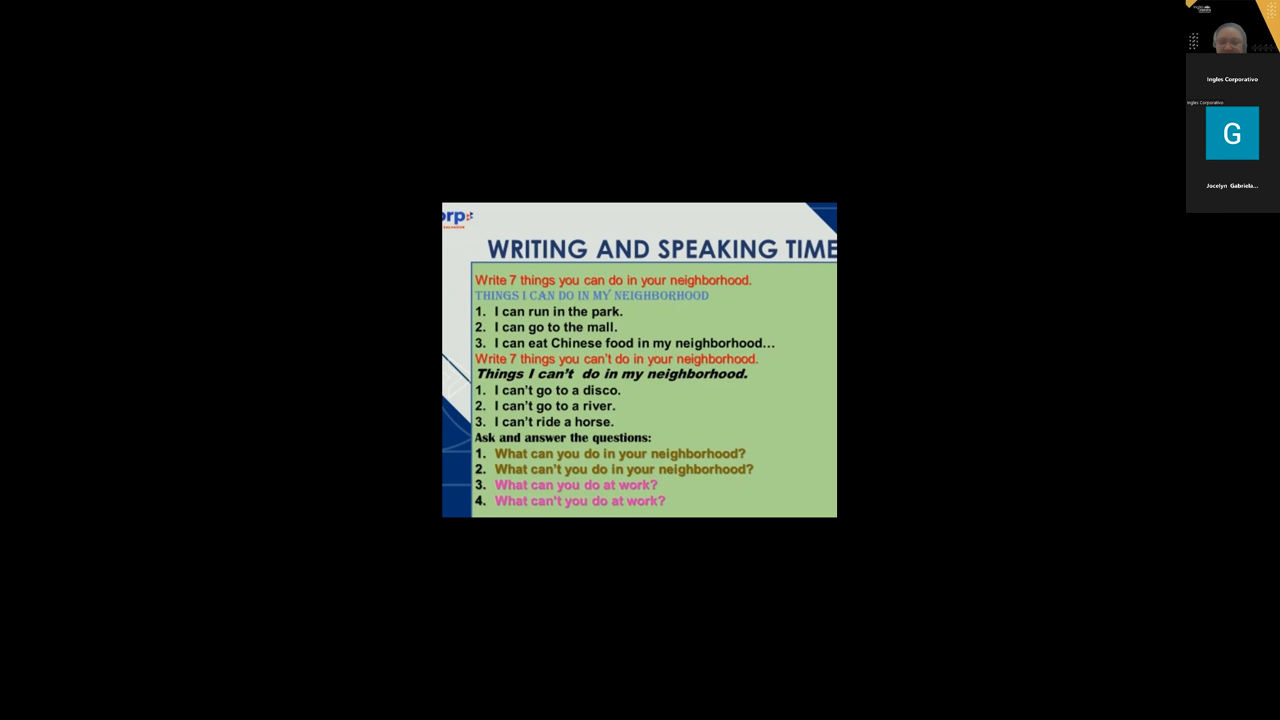 orp
WRITING AND SPEAKING TIME
Write 7 things you can do in your neighborhood.
THINGS I CAN DO IN MY NEIGHBORHOOD
1. I can run in the park.
2. I can go to the mall.
3. I can eat Chinese food in my neighborhood...
Write 7 things you can't do in your neighborhood.
Things I can't do in my neighborhood.
1. I can't go to a disco.
2. I can't go to a river.
3. I can't ride a horse.
Ask and answer the questions:
1. What can you do in your neighborhood?
2. What can't you do in your neighborhood?
3. What can you do at work?
4. What can't you do at work?
Ingles Corporativo
Ingles Corporativo
G
Jocelyn Gabriela...